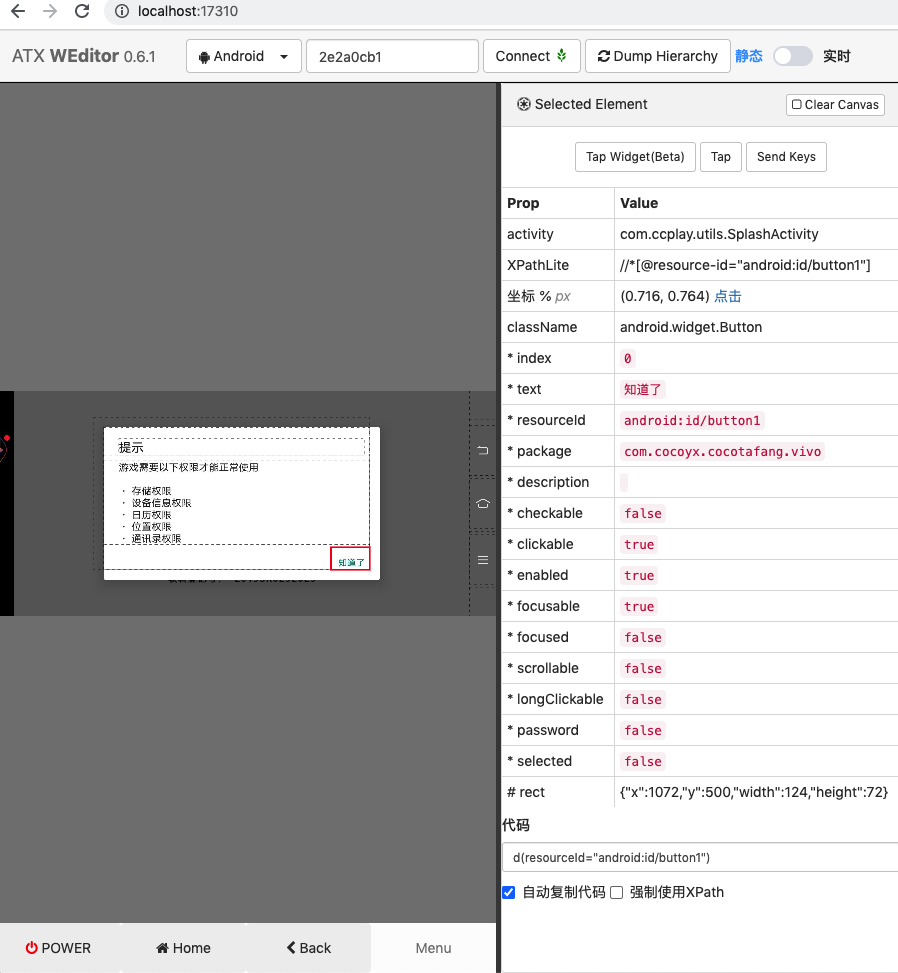 localhost:17310
ATX WEditor 0.6.1
Android
2e2a0cb1
Connect
Dump Hierarchy
静态
实时
提示
游戏需要以下权限才能正常使用
· 存储权限
· 设备信息权限
· 日历权限
· 位置权限
· 通讯录权限
知道了
POWER
Home
Back
Menu
Selected Element
Clear Canvas
Tap Widget(Beta)
Tap
Send Keys
Prop Value
activity com.ccplay.utils.SplashActivity
XPathLite //*[@resource-id="android:id/button1"]
坐标 % px (0.716, 0.764) 点击
className android.widget.Button
* index 0
* text 知道了
* resourceId android:id/button1
* package com.cocoyx.cocotafang.vivo
* description
* checkable false
* clickable true
* enabled true
* focusable true
* focused false
* scrollable false
* longClickable false
* password false
* selected false
# rect {"x":1072,"y":500,"width":124,"height":72}
代码
d(resourceId="android:id/button1")
自动复制代码 强制使用XPath